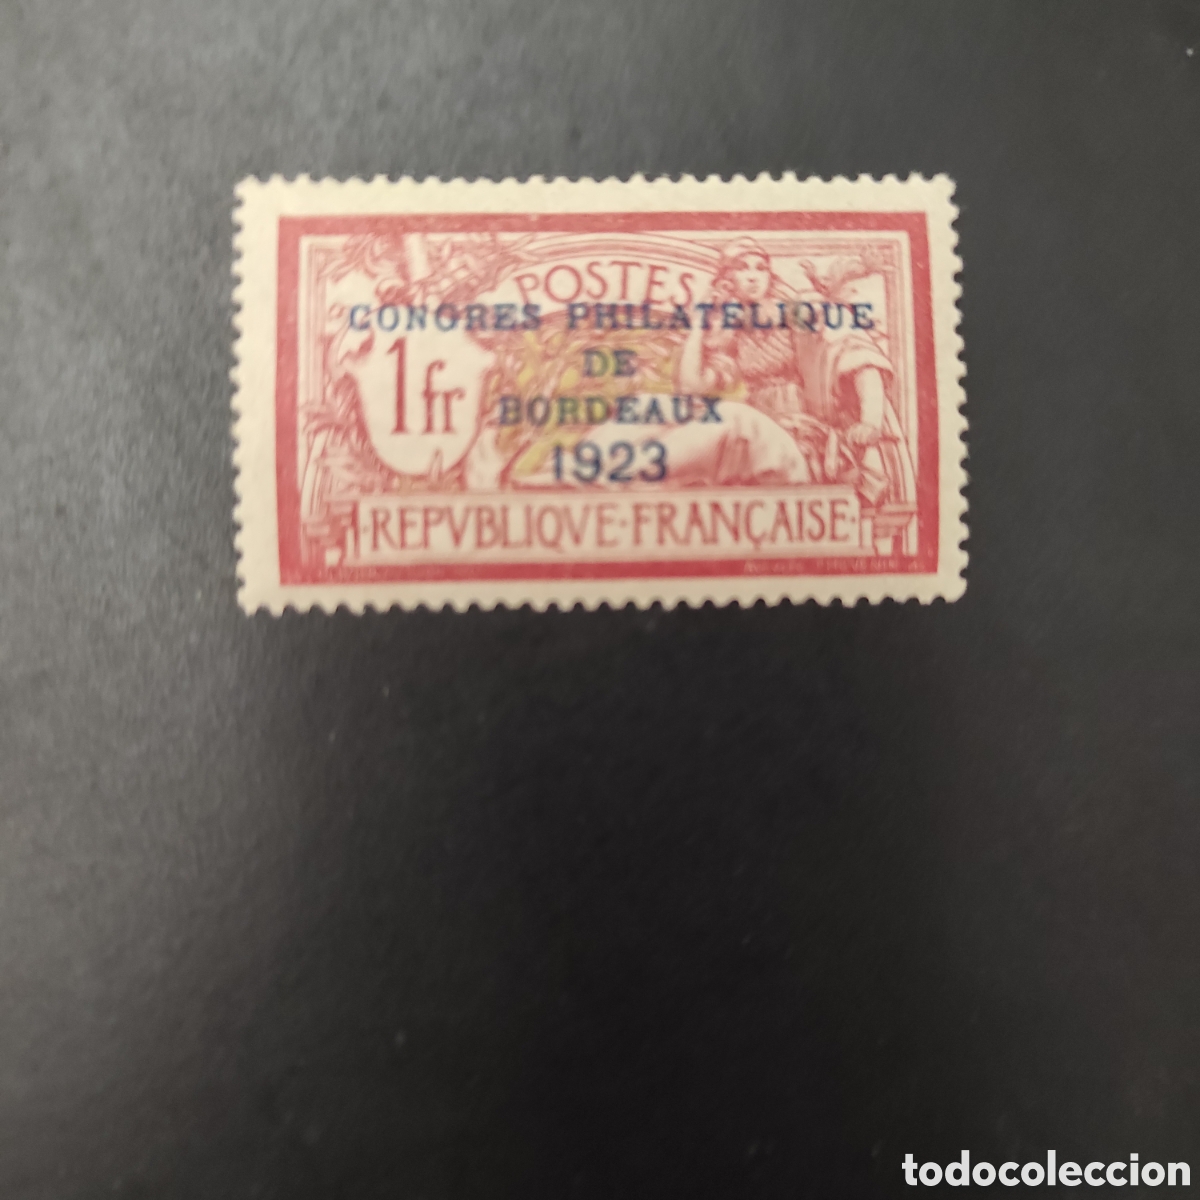 POSTES
CONGRES PHILATELIQUE
1fr
DE
BORDEAUX
1923
·REPVBLIQVE·FRANÇAISE·
todocoleccion